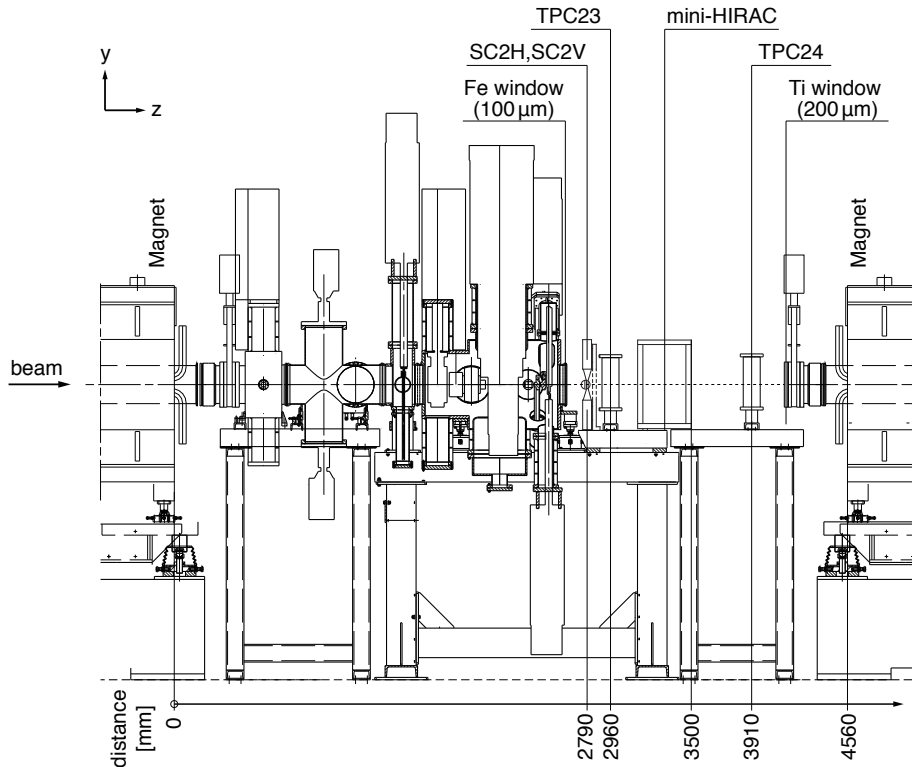 TPC23
mini-HIRAC
SC2H,SC2V
TPC24
Fe window
(100 µm)
Ti window
(200 µm)
y
z
Magnet
Magnet
beam
distance
[mm]
0
2790
2960
3500
3910
4560